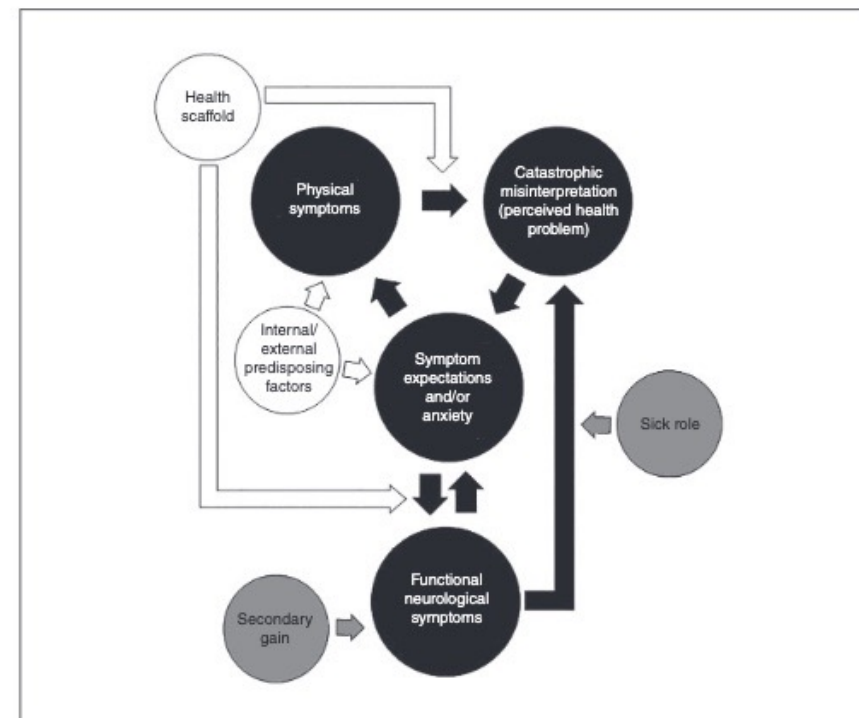 Health
scaffold
Physical
symptoms
Catastrophic
misinterpretation
(perceived health
problem)
Internal/
external
predisposing
factors
Symptom
expectations
and/or
anxiety
Sick role
Functional
neurological
symptoms
Secondary
gain